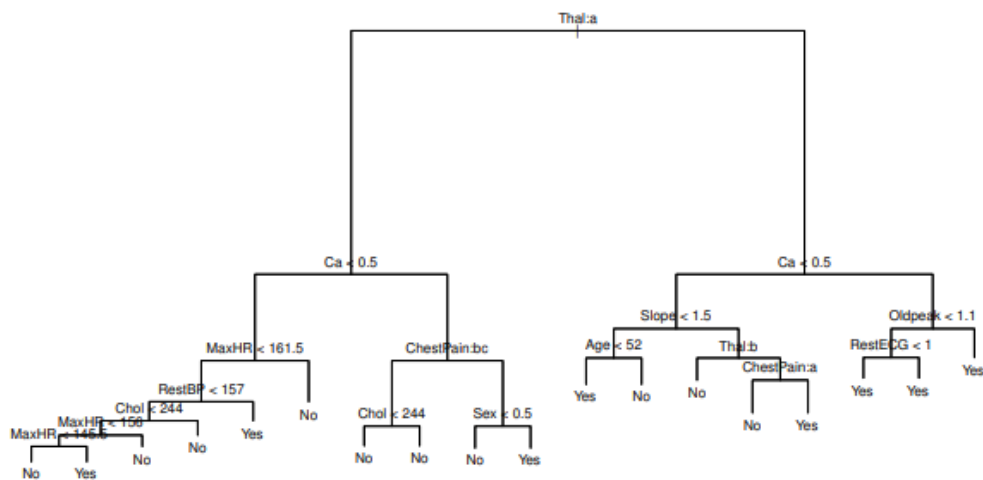 Thal:a
Ca < 0.5
Ca < 0.5
Slope < 1.5
Oldpeak < 1.1
MaxHR < 161.5
ChestPain:bc
Age < 52
Thal:b
RestECG < 1
ChestPain:a
RestBP < 157
Chol < 244
MaxHR < 156
MaxHR < 145.5
No
Yes
No
No
Yes
No
Chol < 244
Sex < 0.5
No
No
No
Yes
Yes
No
No
No
Yes
Yes
Yes
Yes